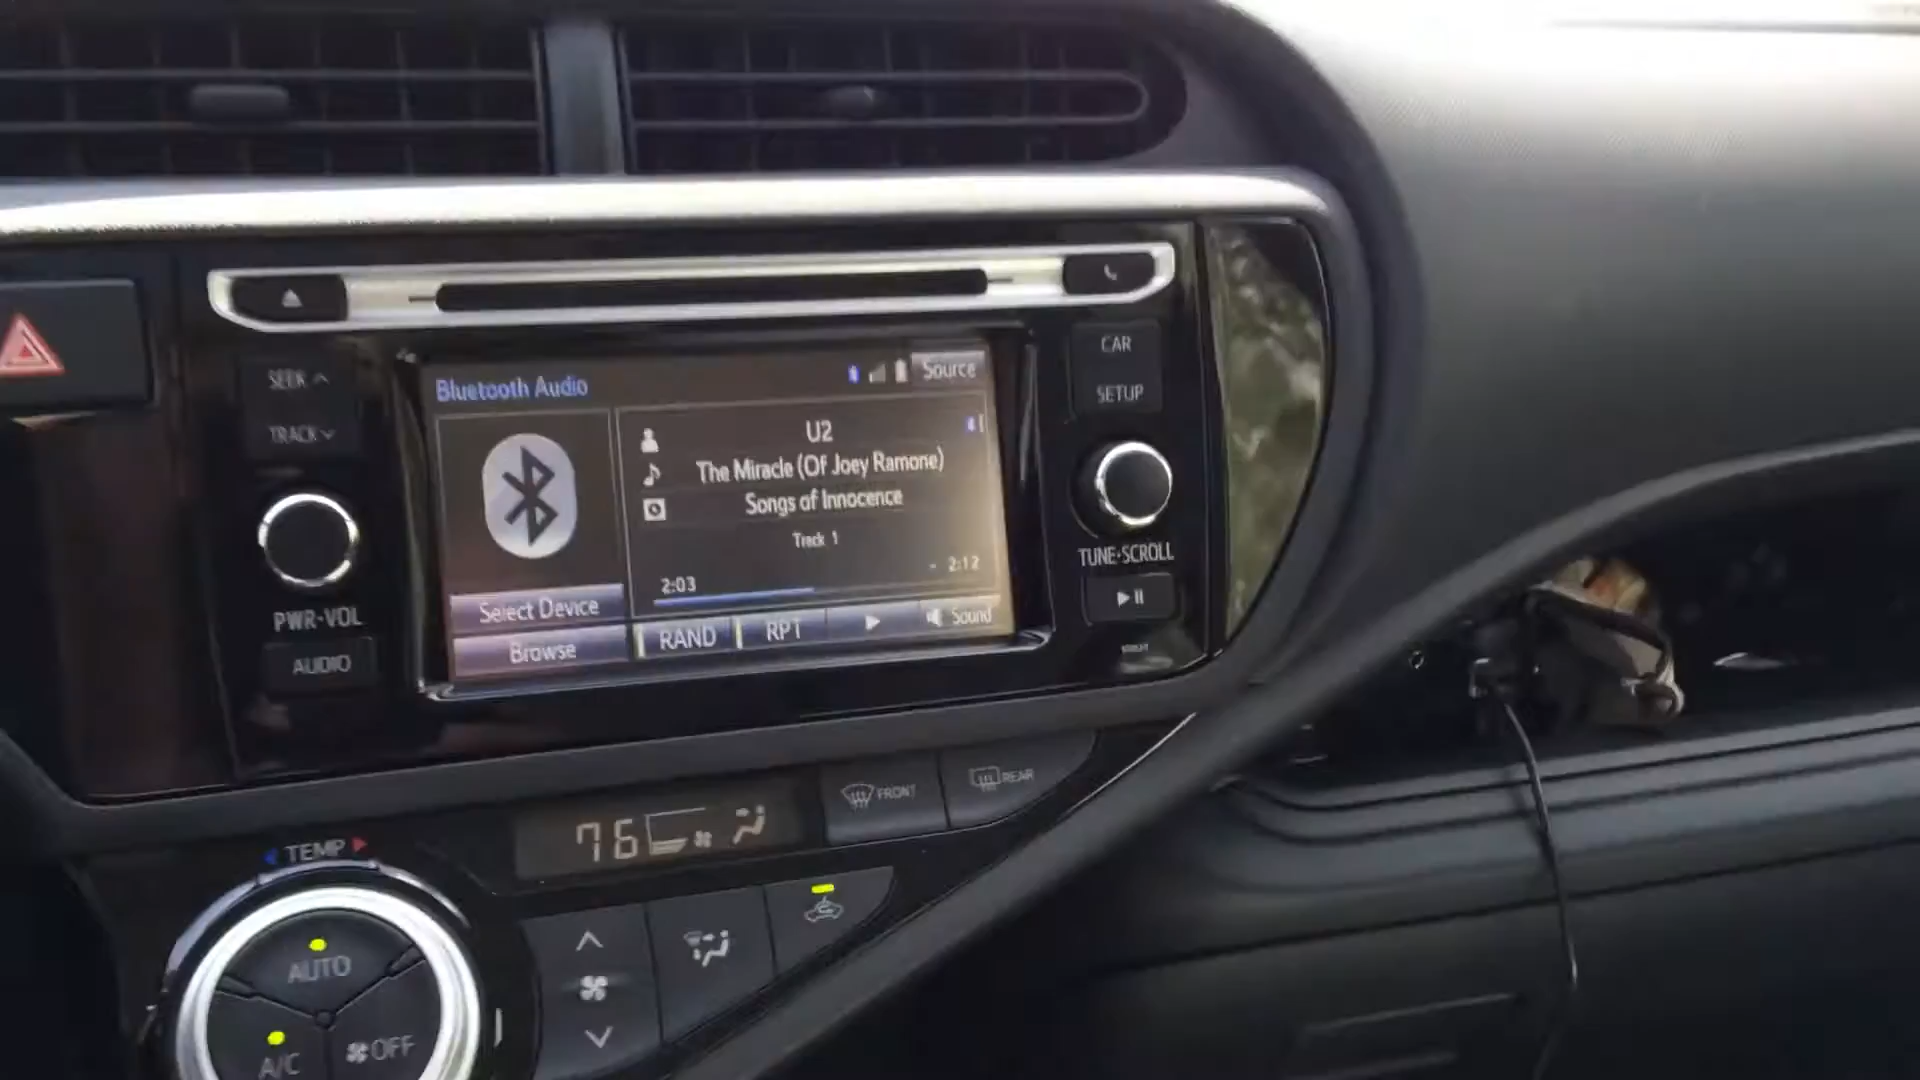 SEEK
TRACK
PWR·VOL
AUDIO
Bluetooth Audio
Source
U2
The Miracle (Of Joey Ramone)
Songs of Innocence
Track 1
2:03
- 2:12
Select Device
Browse
RAND
RPT
Sound
CAR
SETUP
TUNE·SCROLL
TEMP
76
FRONT
REAR
AUTO
A/C
OFF